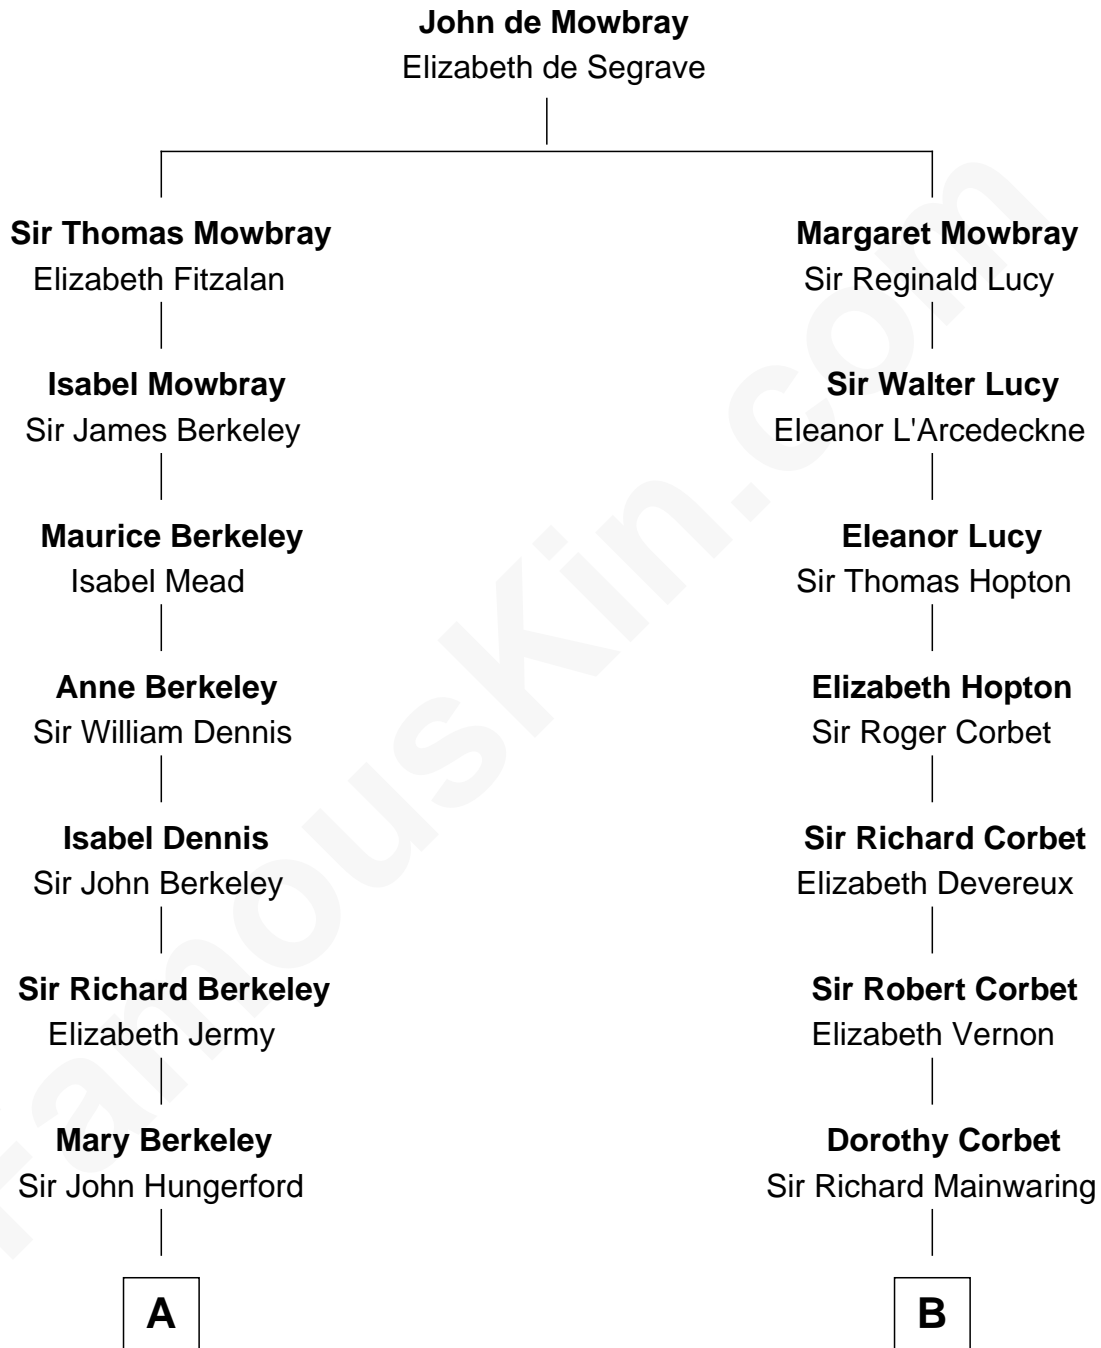 John de Mowbray
Elizabeth de Segrave
Sir Thomas Mowbray
Elizabeth Fitzalan
Isabel Mowbray
Sir James Berkeley
Maurice Berkeley
Isabel Mead
Anne Berkeley
Sir William Dennis
Isabel Dennis
Sir John Berkeley
Sir Richard Berkeley
Elizabeth Jermy
Mary Berkeley
Sir John Hungerford
A
Margaret Mowbray
Sir Reginald Lucy
Sir Walter Lucy
Eleanor L'Arcedeckne
Eleanor Lucy
Sir Thomas Hopton
Elizabeth Hopton
Sir Roger Corbet
Sir Richard Corbet
Elizabeth Devereux
Sir Robert Corbet
Elizabeth Vernon
Dorothy Corbet
Sir Richard Mainwaring
B
FamousKin.com